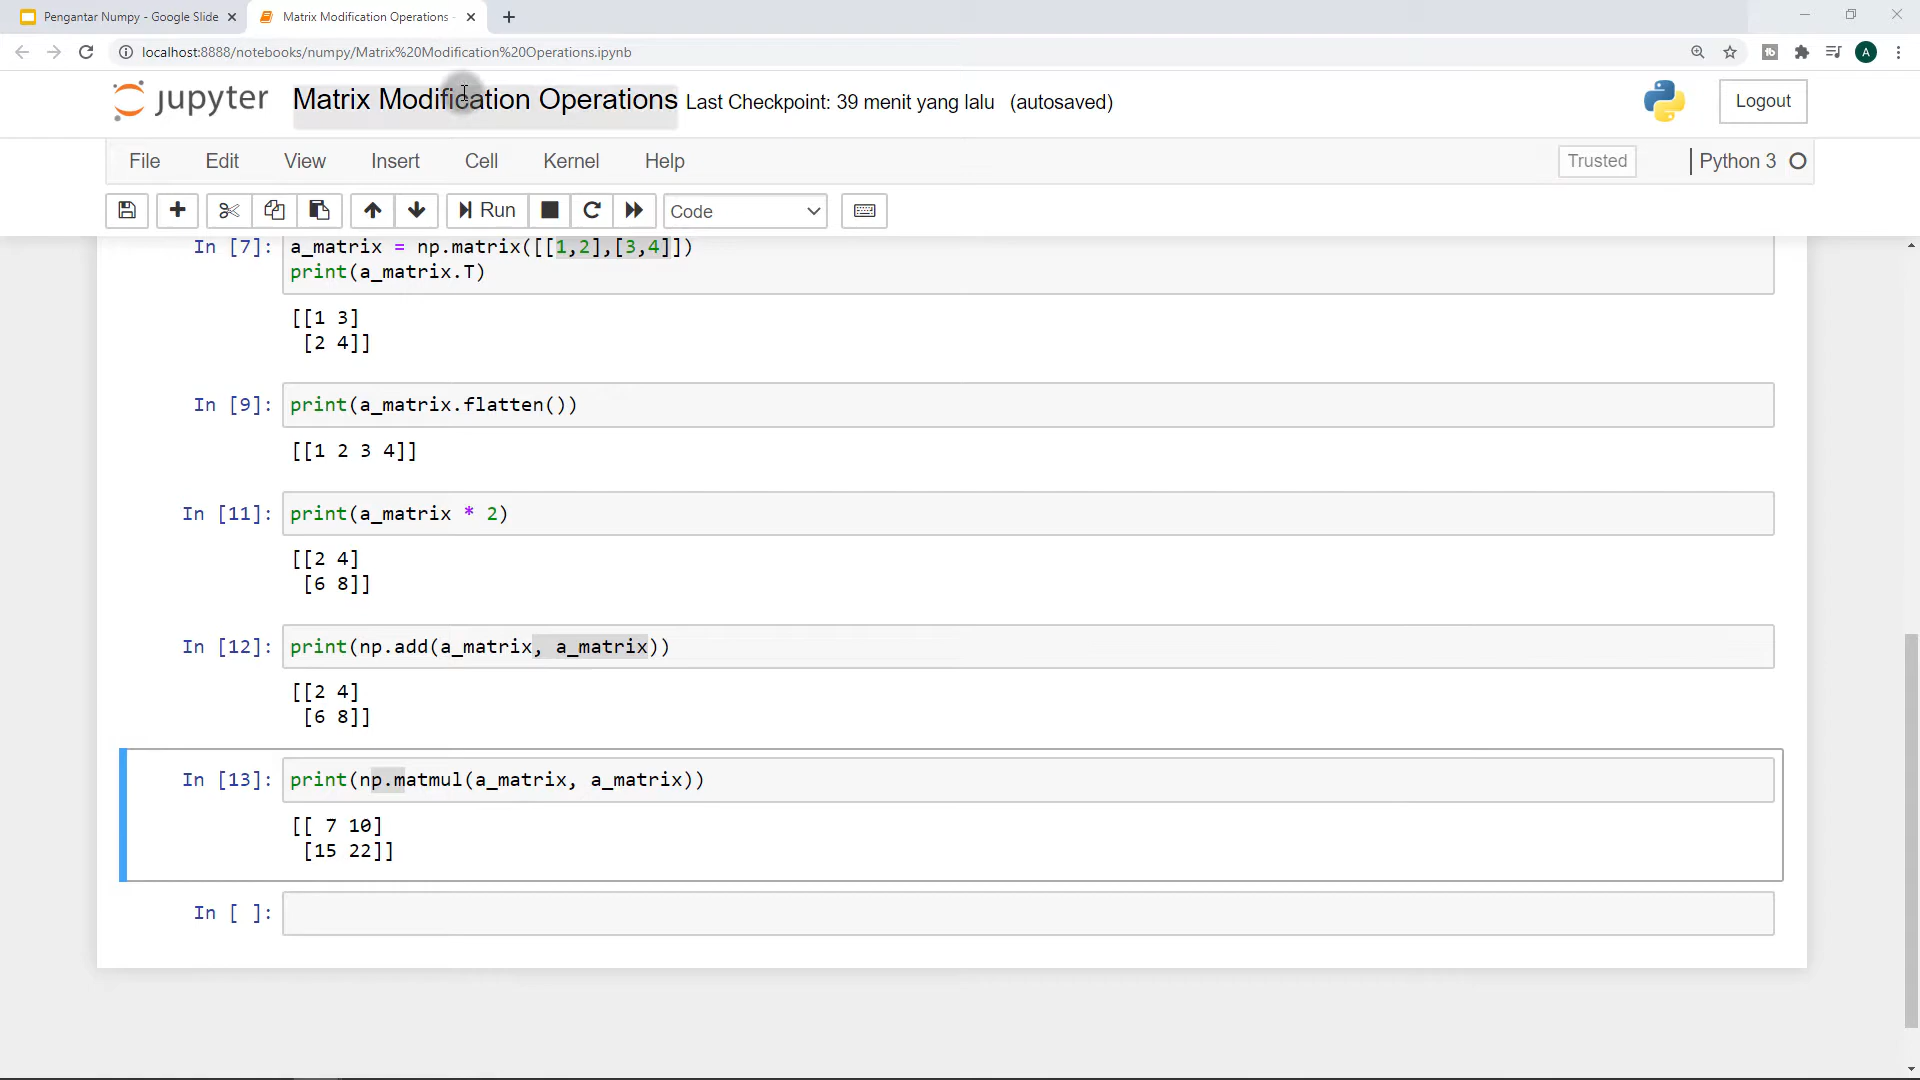 Pengantar Numpy - Google Slide
Matrix Modification Operations -
localhost:8888/notebooks/numpy/Matrix%20Modification%20Operations.ipynb
A
jupyter Matrix Modification Operations Last Checkpoint: 39 menit yang lalu (autosaved)
Logout
File Edit View Insert Cell Kernel Help
Trusted
Python 3
Run
Code
In [7]: a_matrix = np.matrix([[1,2],[3,4]])
print(a_matrix.T)
[[1 3]
[2 4]]
In [9]: print(a_matrix.flatten())
[[1 2 3 4]]
In [11]: print(a_matrix * 2)
[[2 4]
[6 8]]
In [12]: print(np.add(a_matrix, a_matrix))
[[2 4]
[6 8]]
In [13]: print(np.matmul(a_matrix, a_matrix))
[[ 7 10]
[15 22]]
In [ ]: